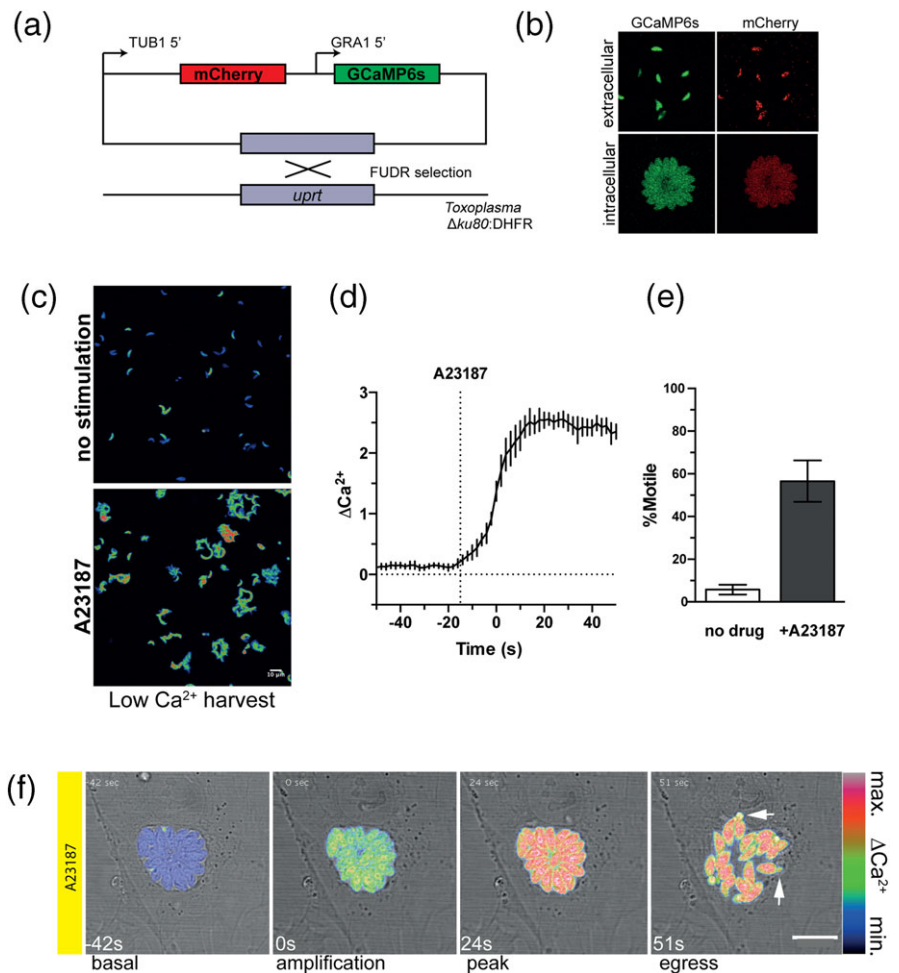 (a)
TUB1 5'
GRA1 5'
mCherry
GCaMP6s
FUDR selection
uprt
Toxoplasma
Δku80:DHFR
(b)
GCaMP6s
mCherry
extracellular
intracellular
(c)
no stimulation
A23187
10 µm
Low Ca²⁺ harvest
(d)
A23187
3
2
1
0
ΔCa²⁺
-40
-20
0
20
40
Time (s)
(e)
100
80
60
40
20
0
%Motile
no drug
+A23187
(f)
A23187
-42 sec
0 sec
24 sec
51 sec
-42s
0s
24s
51s
basal
amplification
peak
egress
max.
ΔCa²⁺
min.